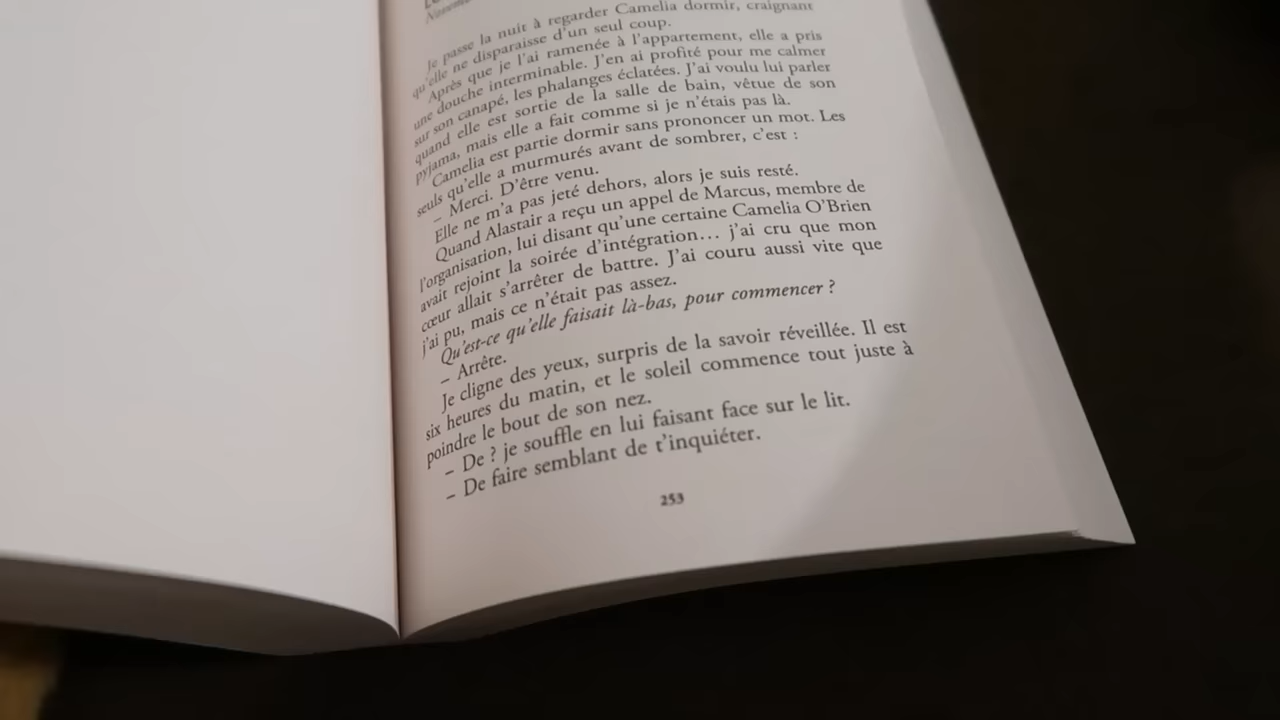 Je passe la nuit à regarder Camelia dormir, craignant
qu'elle ne disparaisse d'un seul coup.
Après que je l'ai ramenée à l'appartement, elle a pris
une douche interminable. J'en ai profité pour me calmer
sur son canapé, les phalanges éclatées. J'ai voulu lui parler
quand elle est sortie de la salle de bain, vêtue de son
pyjama, mais elle a fait comme si je n'étais pas là.
Camelia est partie dormir sans prononcer un mot. Les
seuls qu'elle a murmurés avant de sombrer, c'est :
– Merci. D'être venu.
Elle ne m'a pas jeté dehors, alors je suis resté.
Quand Alastair a reçu un appel de Marcus, membre de
l'organisation, lui disant qu'une certaine Camelia O'Brien
avait rejoint la soirée d'intégration… j'ai cru que mon
cœur allait s'arrêter de battre. J'ai couru aussi vite que
j'ai pu, mais ce n'était pas assez.
Qu'est-ce qu'elle faisait là-bas, pour commencer ?
– Arrête.
Je cligne des yeux, surpris de la savoir réveillée. Il est
six heures du matin, et le soleil commence tout juste à
poindre le bout de son nez.
– De ? je souffle en lui faisant face sur le lit.
– De faire semblant de t'inquiéter.
253